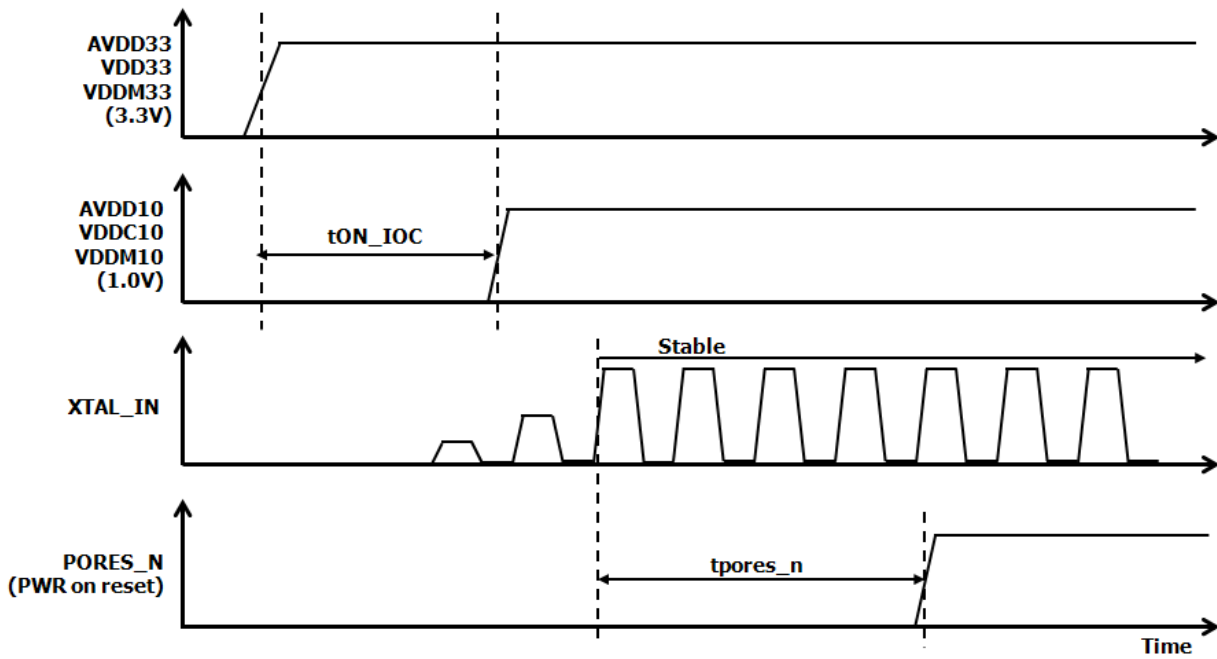 AVDD33
VDD33
VDDM33
(3.3V)
AVDD10
VDDC10
VDDM10
(1.0V)
tON_IOC
Stable
XTAL_IN
PORES_N
(PWR on reset)
tpores_n
Time